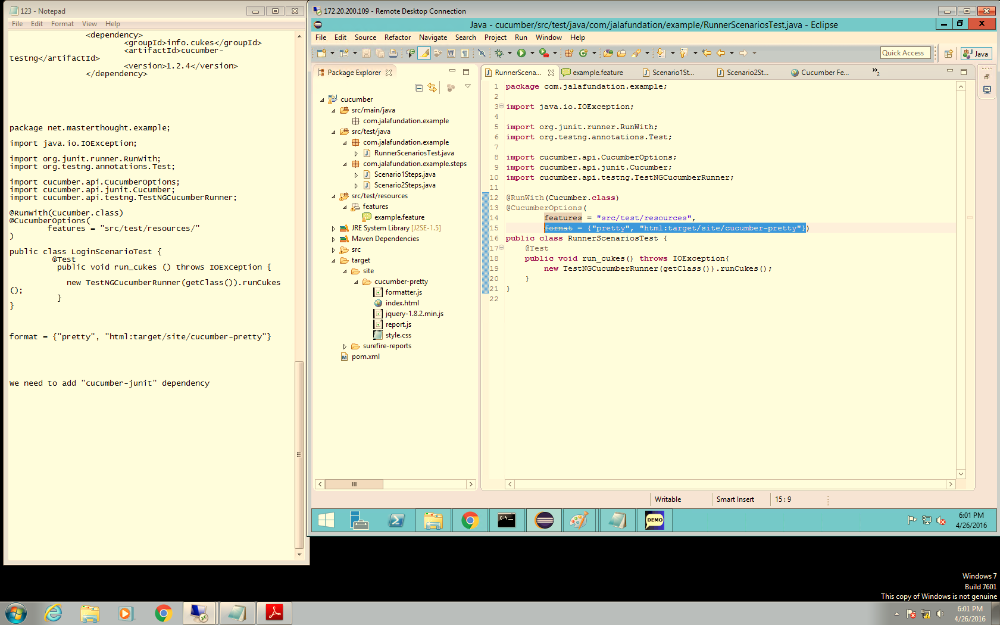 123 - Notepad
File Edit Format View Help
<dependency>
<groupId>info.cukes</groupId>
<artifactId>cucumber-
testng</artifactId>
<version>1.2.4</version>
</dependency>
package net.masterthought.example;
import java.io.IOException;
import org.junit.runner.RunWith;
import org.testng.annotations.Test;
import cucumber.api.CucumberOptions;
import cucumber.api.junit.Cucumber;
import cucumber.api.testng.TestNGCucumberRunner;
@RunWith(Cucumber.class)
@CucumberOptions(
features = "src/test/resources/"
)
public class LoginScenarioTest {
@Test
public void run_cukes () throws IOException {
new TestNGCucumberRunner(getClass()).runCukes
();
}
}
format = {"pretty", "html:target/site/cucumber-pretty"}
We need to add "cucumber-junit" dependency
172.20.200.109 - Remote Desktop Connection
Java - cucumber/src/test/java/com/jalafundation/example/RunnerScenariosTest.java - Eclipse
File Edit Source Refactor Navigate Search Project Run Window Help
Quick Access
Java
Package Explorer
cucumber
src/main/java
com.jalafundation.example
src/test/java
com.jalafundation.example
RunnerScenariosTest.java
com.jalafundation.example.steps
Scenario1Steps.java
Scenario2Steps.java
src/test/resources
features
example.feature
JRE System Library [J2SE-1.5]
Maven Dependencies
src
target
site
cucumber-pretty
formatter.js
index.html
jquery-1.8.2.min.js
report.js
style.css
surefire-reports
pom.xml
RunnerScena... example.feature Scenario1St... Scenario2St... Cucumber Fe... »2
1 package com.jalafundation.example;
2
3 import java.io.IOException;
4
5 import org.junit.runner.RunWith;
6 import org.testng.annotations.Test;
7
8 import cucumber.api.CucumberOptions;
9 import cucumber.api.junit.Cucumber;
10 import cucumber.api.testng.TestNGCucumberRunner;
11
12 @RunWith(Cucumber.class)
13 @CucumberOptions(
14 features = "src/test/resources",
15 format = {"pretty", "html:target/site/cucumber-pretty"})
16 public class RunnerScenariosTest {
17 @Test
18 public void run_cukes() throws IOException{
19 new TestNGCucumberRunner(getClass()).runCukes();
20 }
21 }
22
Writable Smart Insert 15 : 9
C:\_
DEMO
6:01 PM
4/26/2016
Windows 7
Build 7601
This copy of Windows is not genuine
6:01 PM
4/26/2016